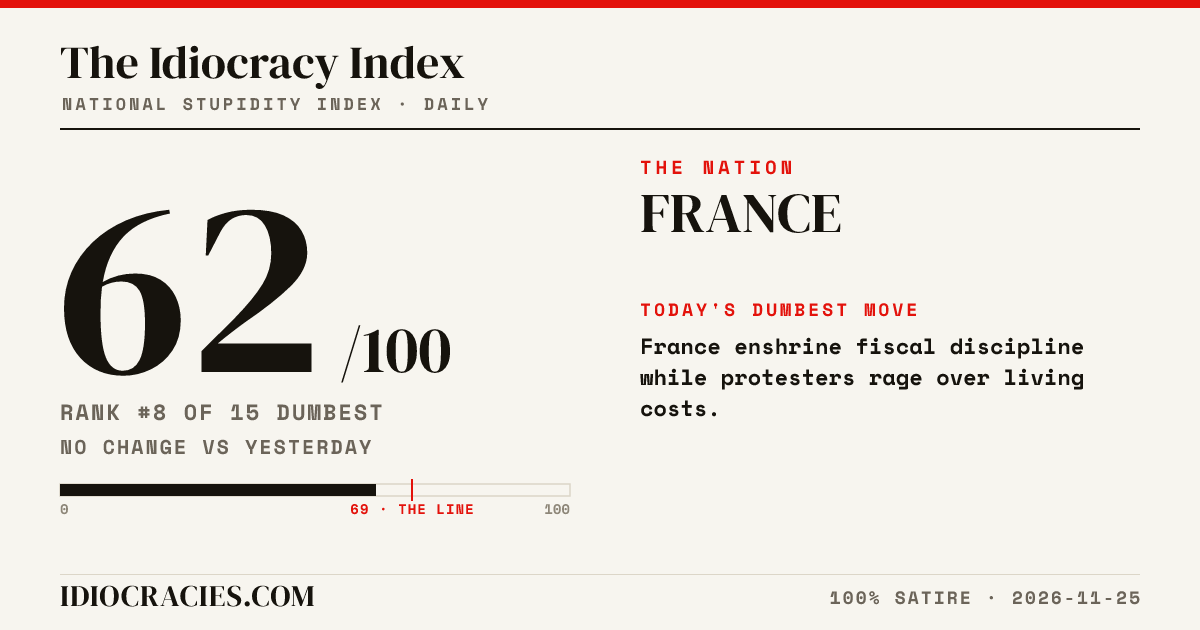 The Idiocracy Index
NATIONAL STUPIDITY INDEX · DAILY
62 /100
RANK #8 OF 15 DUMBEST
NO CHANGE VS YESTERDAY
0
69 · THE LINE
100
THE NATION
FRANCE
TODAY'S DUMBEST MOVE
France enshrine fiscal discipline
while protesters rage over living
costs.
IDIOCRACIES.COM
100% SATIRE · 2026-11-25